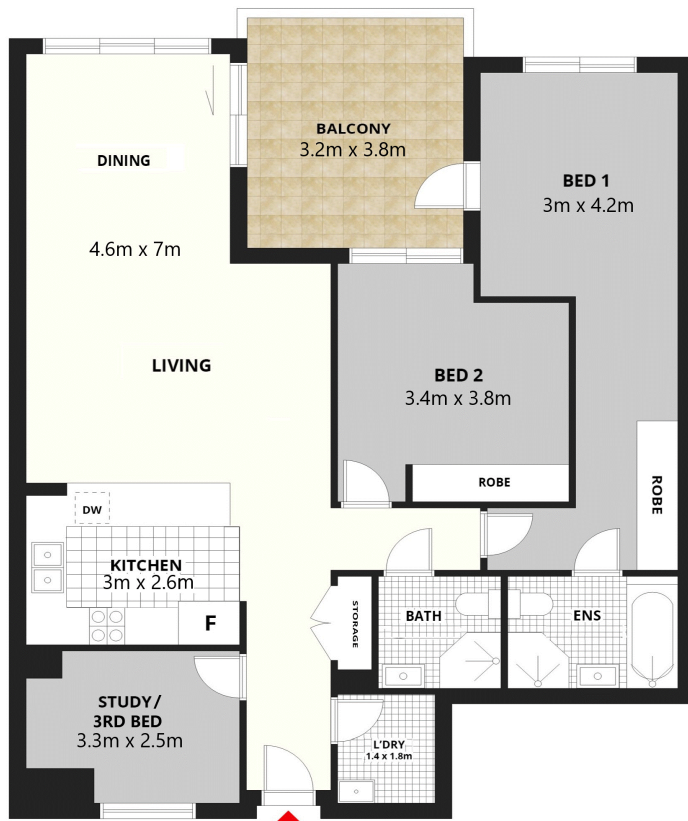 BALCONY
3.2m x 3.8m
DINING
4.6m x 7m
BED 1
3m x 4.2m
LIVING
BED 2
3.4m x 3.8m
ROBE
ROBE
DW
KITCHEN
3m x 2.6m
F
STORAGE
BATH
ENS
STUDY/
3RD BED
3.3m x 2.5m
L'DRY
1.4 x 1.8m